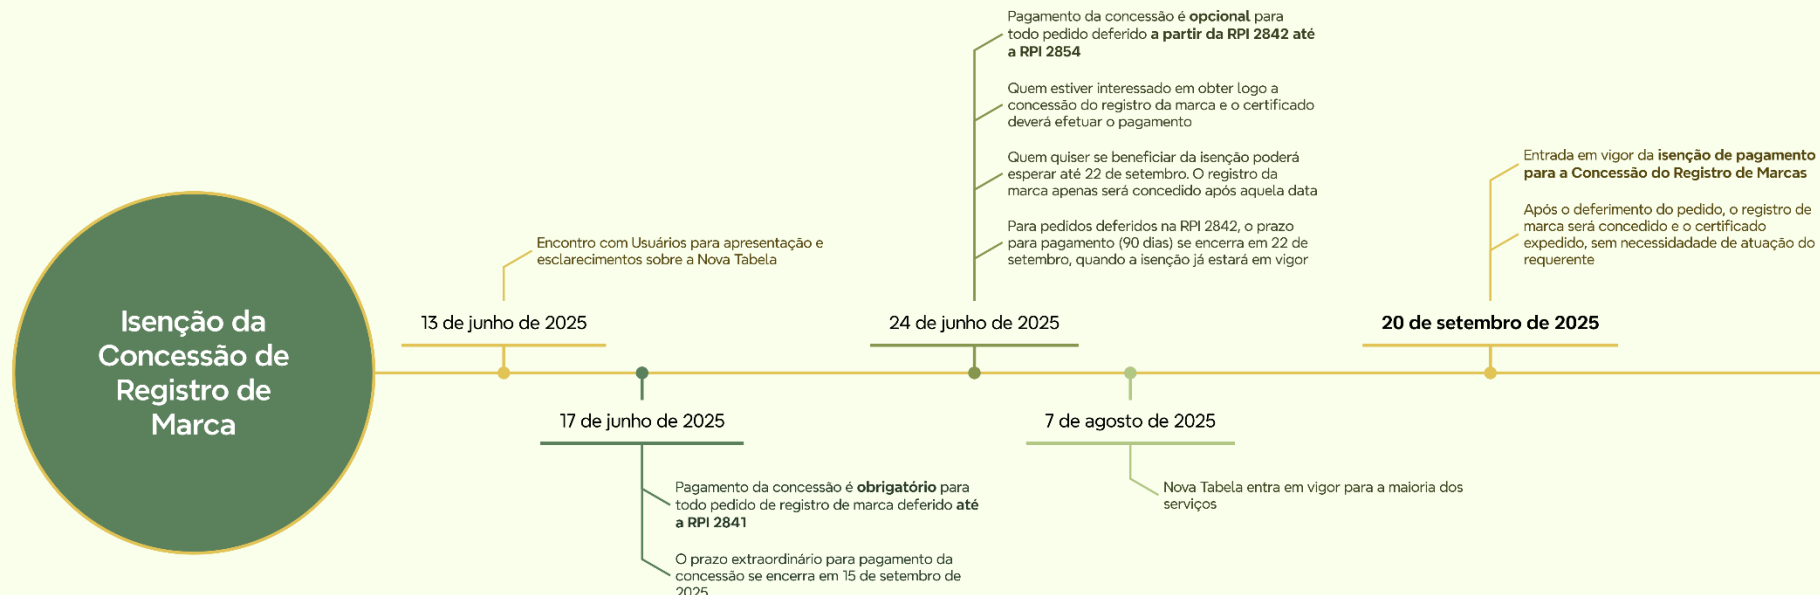 Isenção da
Concessão de
Registro de
Marca
Encontro com Usuários para apresentação e
esclarecimentos sobre a Nova Tabela
13 de junho de 2025
17 de junho de 2025
Pagamento da concessão é obrigatório para
todo pedido de registro de marca deferido até
a RPI 2841
O prazo extraordinário para pagamento da
concessão se encerra em 15 de setembro de
2025
Pagamento da concessão é opcional para
todo pedido deferido a partir da RPI 2842 até
a RPI 2854
Quem estiver interessado em obter logo a
concessão do registro da marca e o certificado
deverá efetuar o pagamento
Quem quiser se beneficiar da isenção poderá
esperar até 22 de setembro. O registro da
marca apenas será concedido após aquela data
Para pedidos deferidos na RPI 2842, o prazo
para pagamento (90 dias) se encerra em 22 de
setembro, quando a isenção já estará em vigor
24 de junho de 2025
7 de agosto de 2025
Nova Tabela entra em vigor para a maioria dos
serviços
Entrada em vigor da isenção de pagamento
para a Concessão do Registro de Marcas
Após o deferimento do pedido, o registro de
marca será concedido e o certificado
expedido, sem necessidadade de atuação do
requerente
20 de setembro de 2025